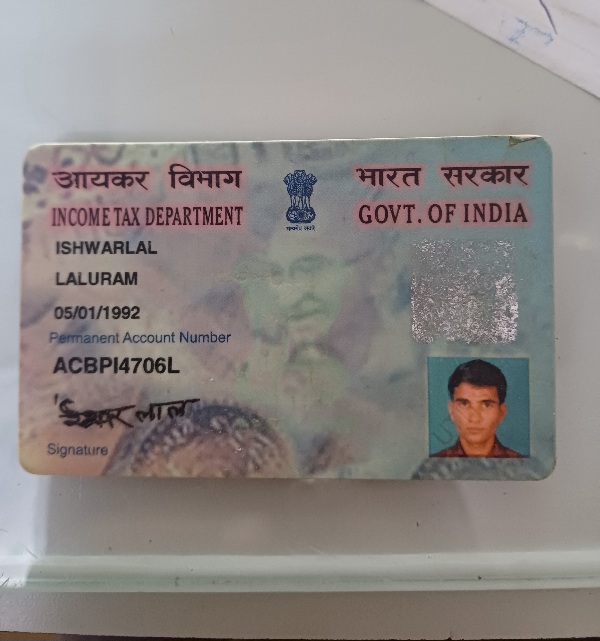 आयकर विभाग
भारत सरकार
INCOME TAX DEPARTMENT
GOVT. OF INDIA
सत्यमेव जयते
ISHWARLAL
LALURAM
05/01/1992
Permanent Account Number
ACBPI4706L
ईश्वर लाल
Signature